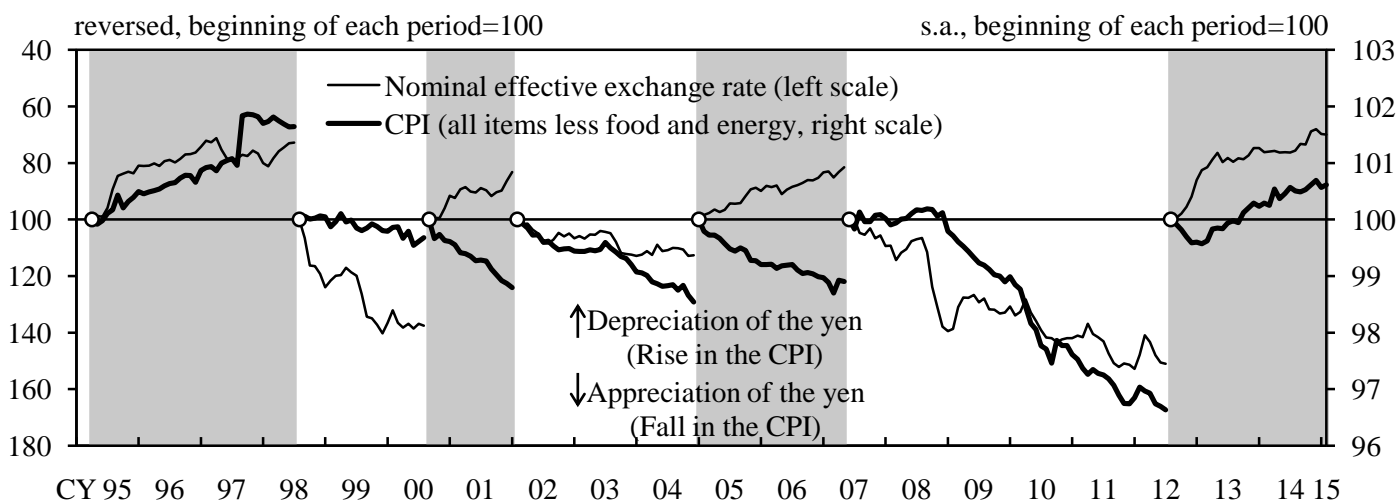 reversed, beginning of each period=100
s.a., beginning of each period=100
40
60
80
100
120
140
160
180
103
102
101
100
99
98
97
96
Nominal effective exchange rate (left scale)
CPI (all items less food and energy, right scale)
↑Depreciation of the yen
(Rise in the CPI)
↓Appreciation of the yen
(Fall in the CPI)
CY 95 96 97 98 99 00 01 02 03 04 05 06 07 08 09 10 11 12 13 14 15